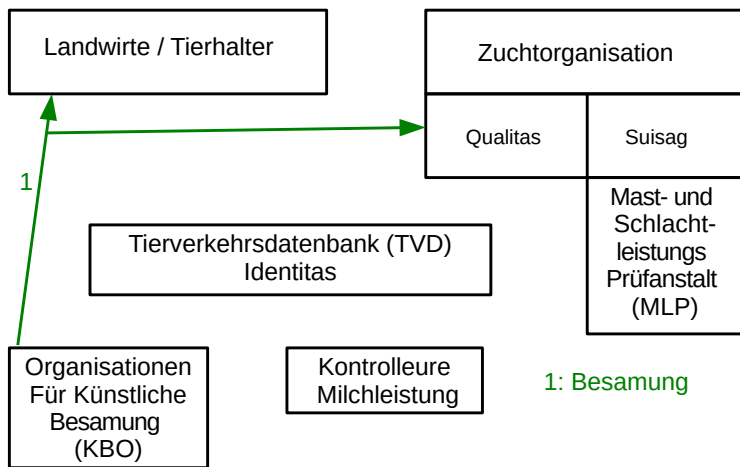 Landwirte / Tierhalter
Zuchtorganisation
Qualitas
Suisag
1
Mast- und
Schlacht-
leistungs
Prüfanstalt
(MLP)
Tierverkehrsdatenbank (TVD)
Identitas
Organisationen
Für Künstliche
Besamung
(KBO)
Kontrolleure
Milchleistung
1: Besamung